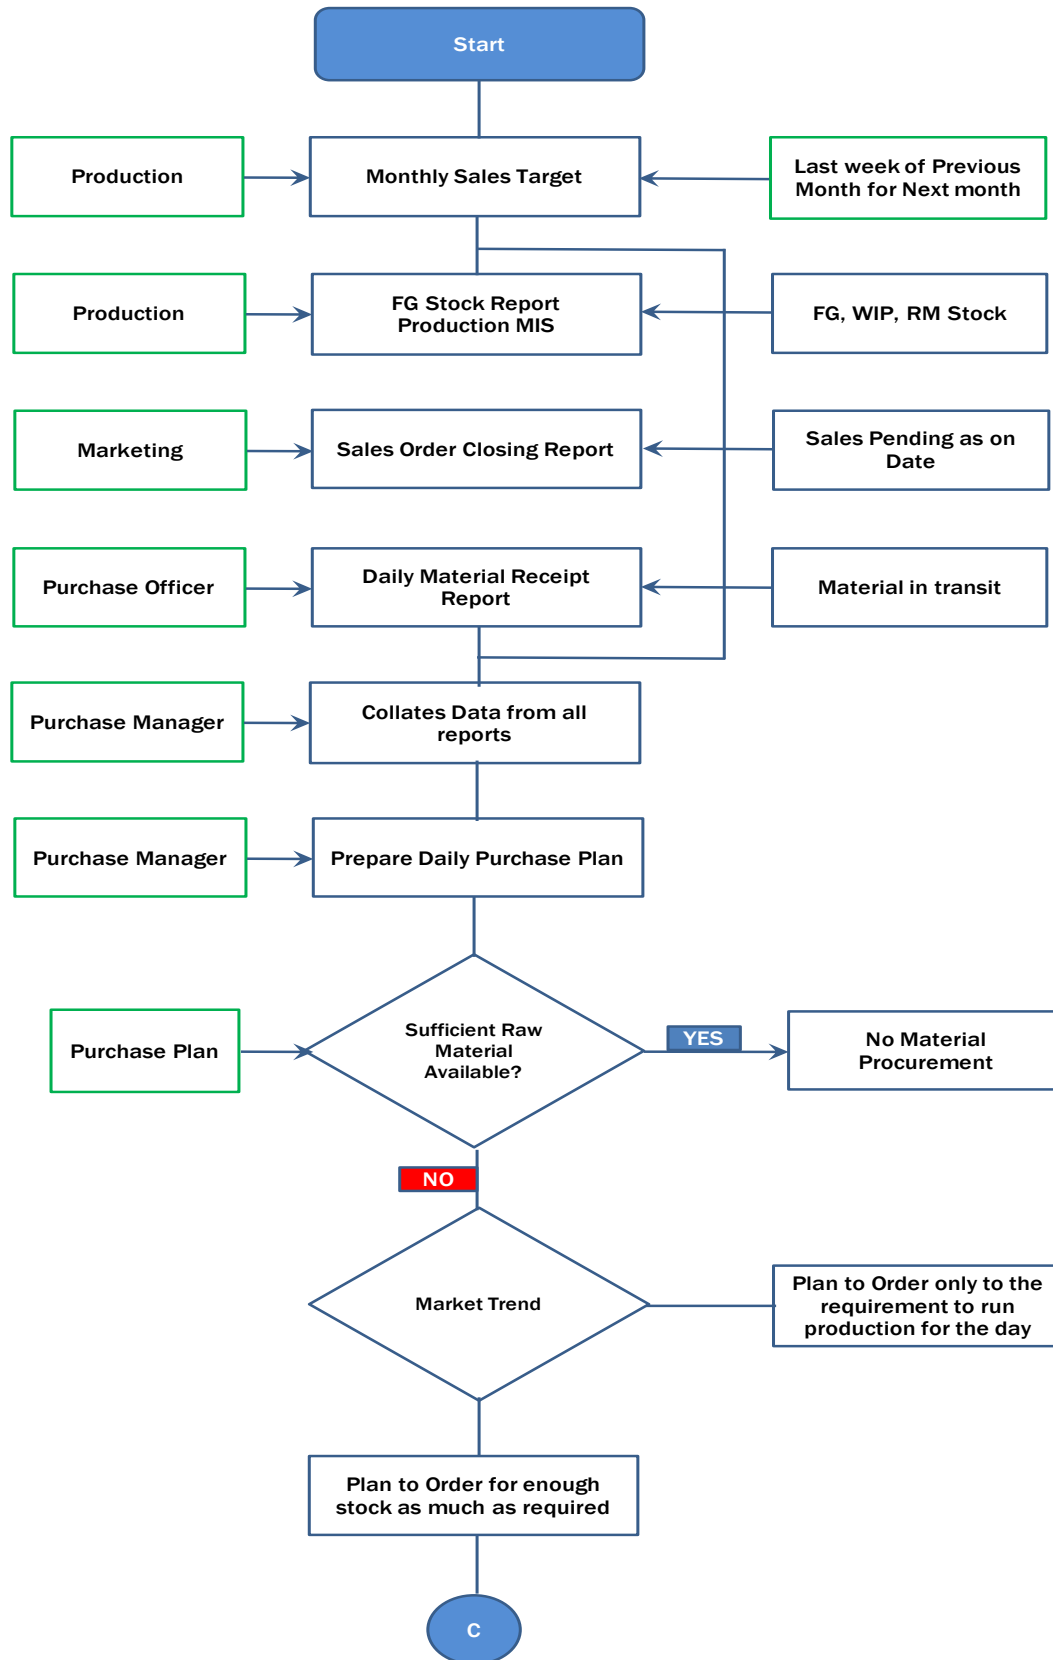 Start
Production
Monthly Sales Target
Last week of Previous
Month for Next month
Production
FG Stock Report
Production MIS
FG, WIP, RM Stock
Marketing
Sales Order Closing Report
Sales Pending as on
Date
Purchase Officer
Daily Material Receipt
Report
Material in transit
Purchase Manager
Collates Data from all
reports
Purchase Manager
Prepare Daily Purchase Plan
Purchase Plan
Sufficient Raw
Material
Available?
YES
No Material
Procurement
NO
Market Trend
Plan to Order only to the
requirement to run
production for the day
Plan to Order for enough
stock as much as required
C